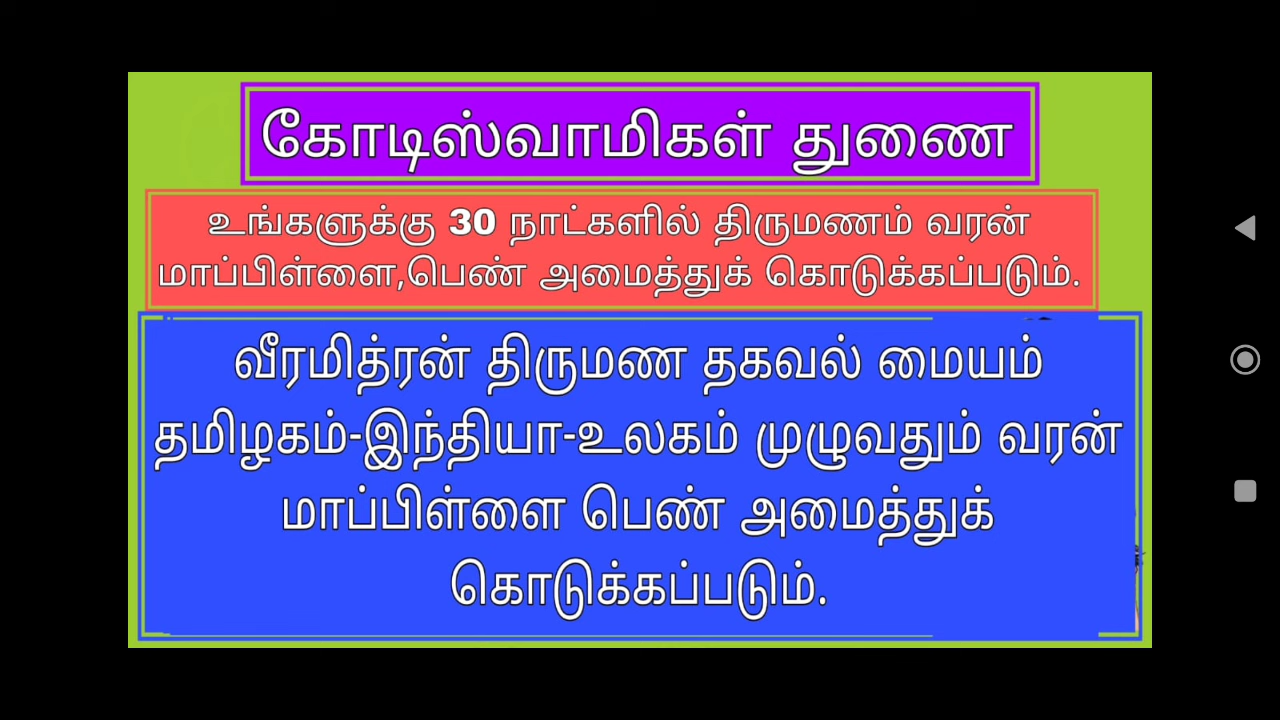 கோடிஸ்வாமிகள் துணை
உங்களுக்கு 30 நாட்களில் திருமணம் வரன்
மாப்பிள்ளை,பெண் அமைத்துக் கொடுக்கப்படும்.
வீரமித்ரன் திருமண தகவல் மையம்
தமிழகம்-இந்தியா-உலகம் முழுவதும் வரன்
மாப்பிள்ளை பெண் அமைத்துக்
கொடுக்கப்படும்.